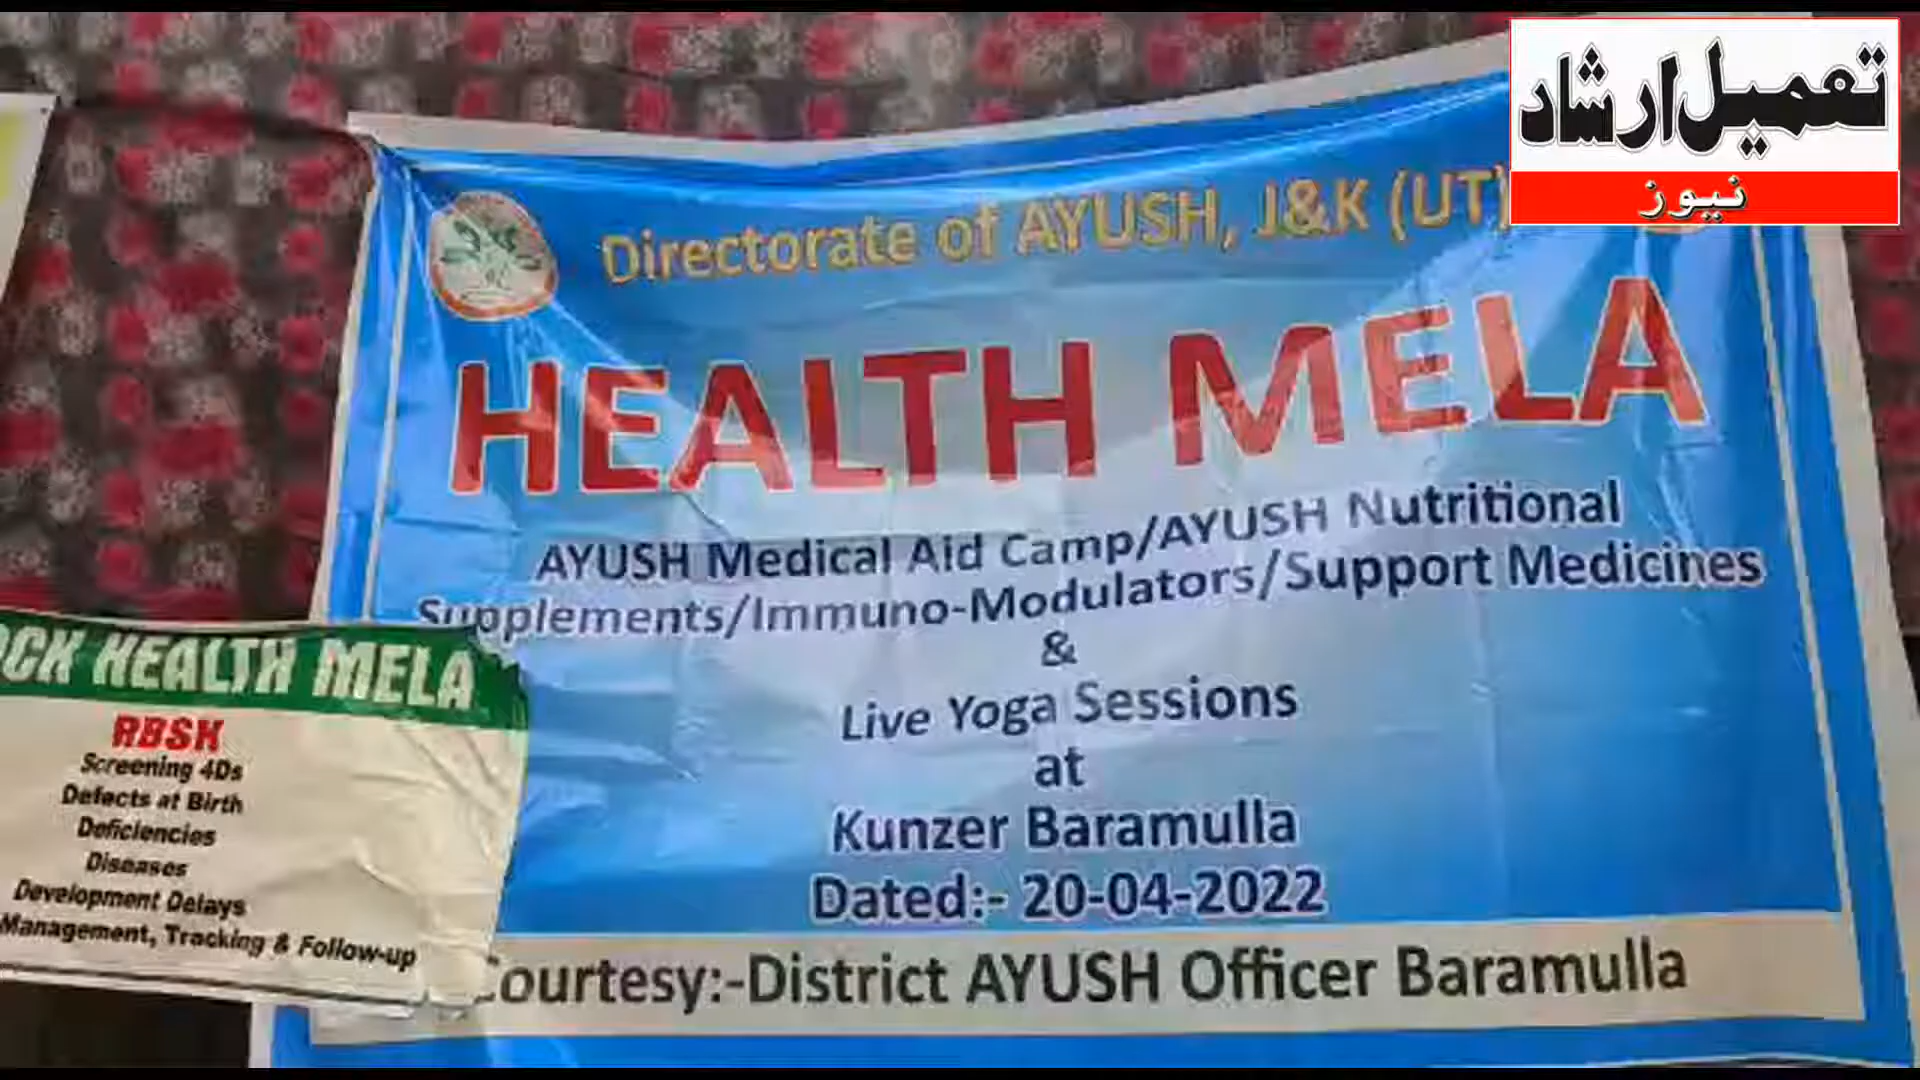 تعمیل ارشاد
نیوز
Directorate of AYUSH, J&K (UT)
HEALTH MELA
AYUSH Medical Aid Camp/AYUSH Nutritional
Supplements/Immuno-Modulators/Support Medicines
&
Live Yoga Sessions
at
Kunzer Baramulla
Dated:- 20-04-2022
Courtesy:-District AYUSH Officer Baramulla
OCK HEALTH MELA
RBSK
Screening 4Ds
Defects at Birth
Deficiencies
Diseases
Development Delays
Management, Tracking & Follow-up